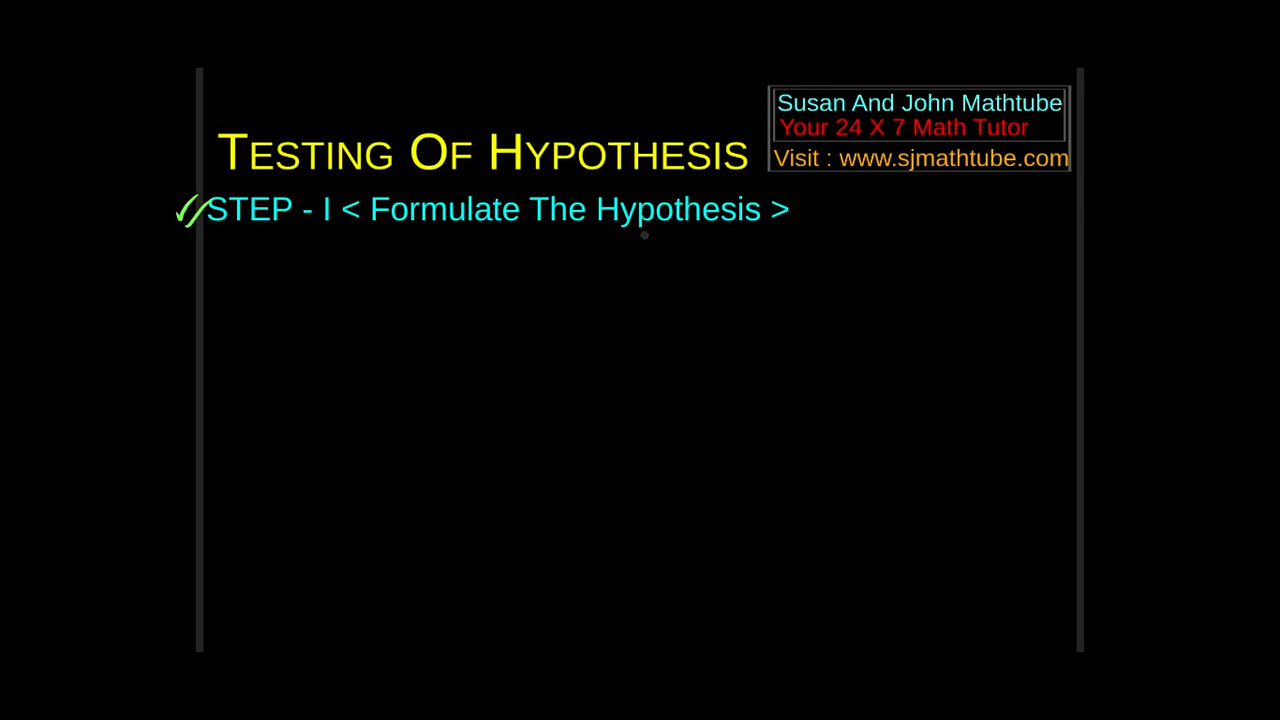 Susan And John Mathtube
Your 24 X 7 Math Tutor
Visit : www.sjmathtube.com
TESTING OF HYPOTHESIS
STEP - I < Formulate The Hypothesis >